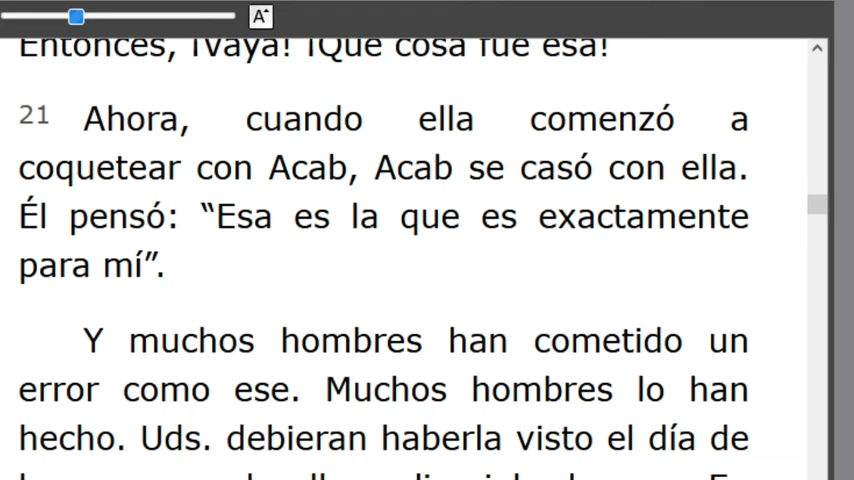 A
Entonces, ¡Vaya! ¡Qué cosa fue esa!
21 Ahora, cuando ella comenzó a
coquetear con Acab, Acab se casó con ella.
Él pensó: “Esa es la que es exactamente
para mí”.
Y muchos hombres han cometido un
error como ese. Muchos hombres lo han
hecho. Uds. debieran haberla visto el día de